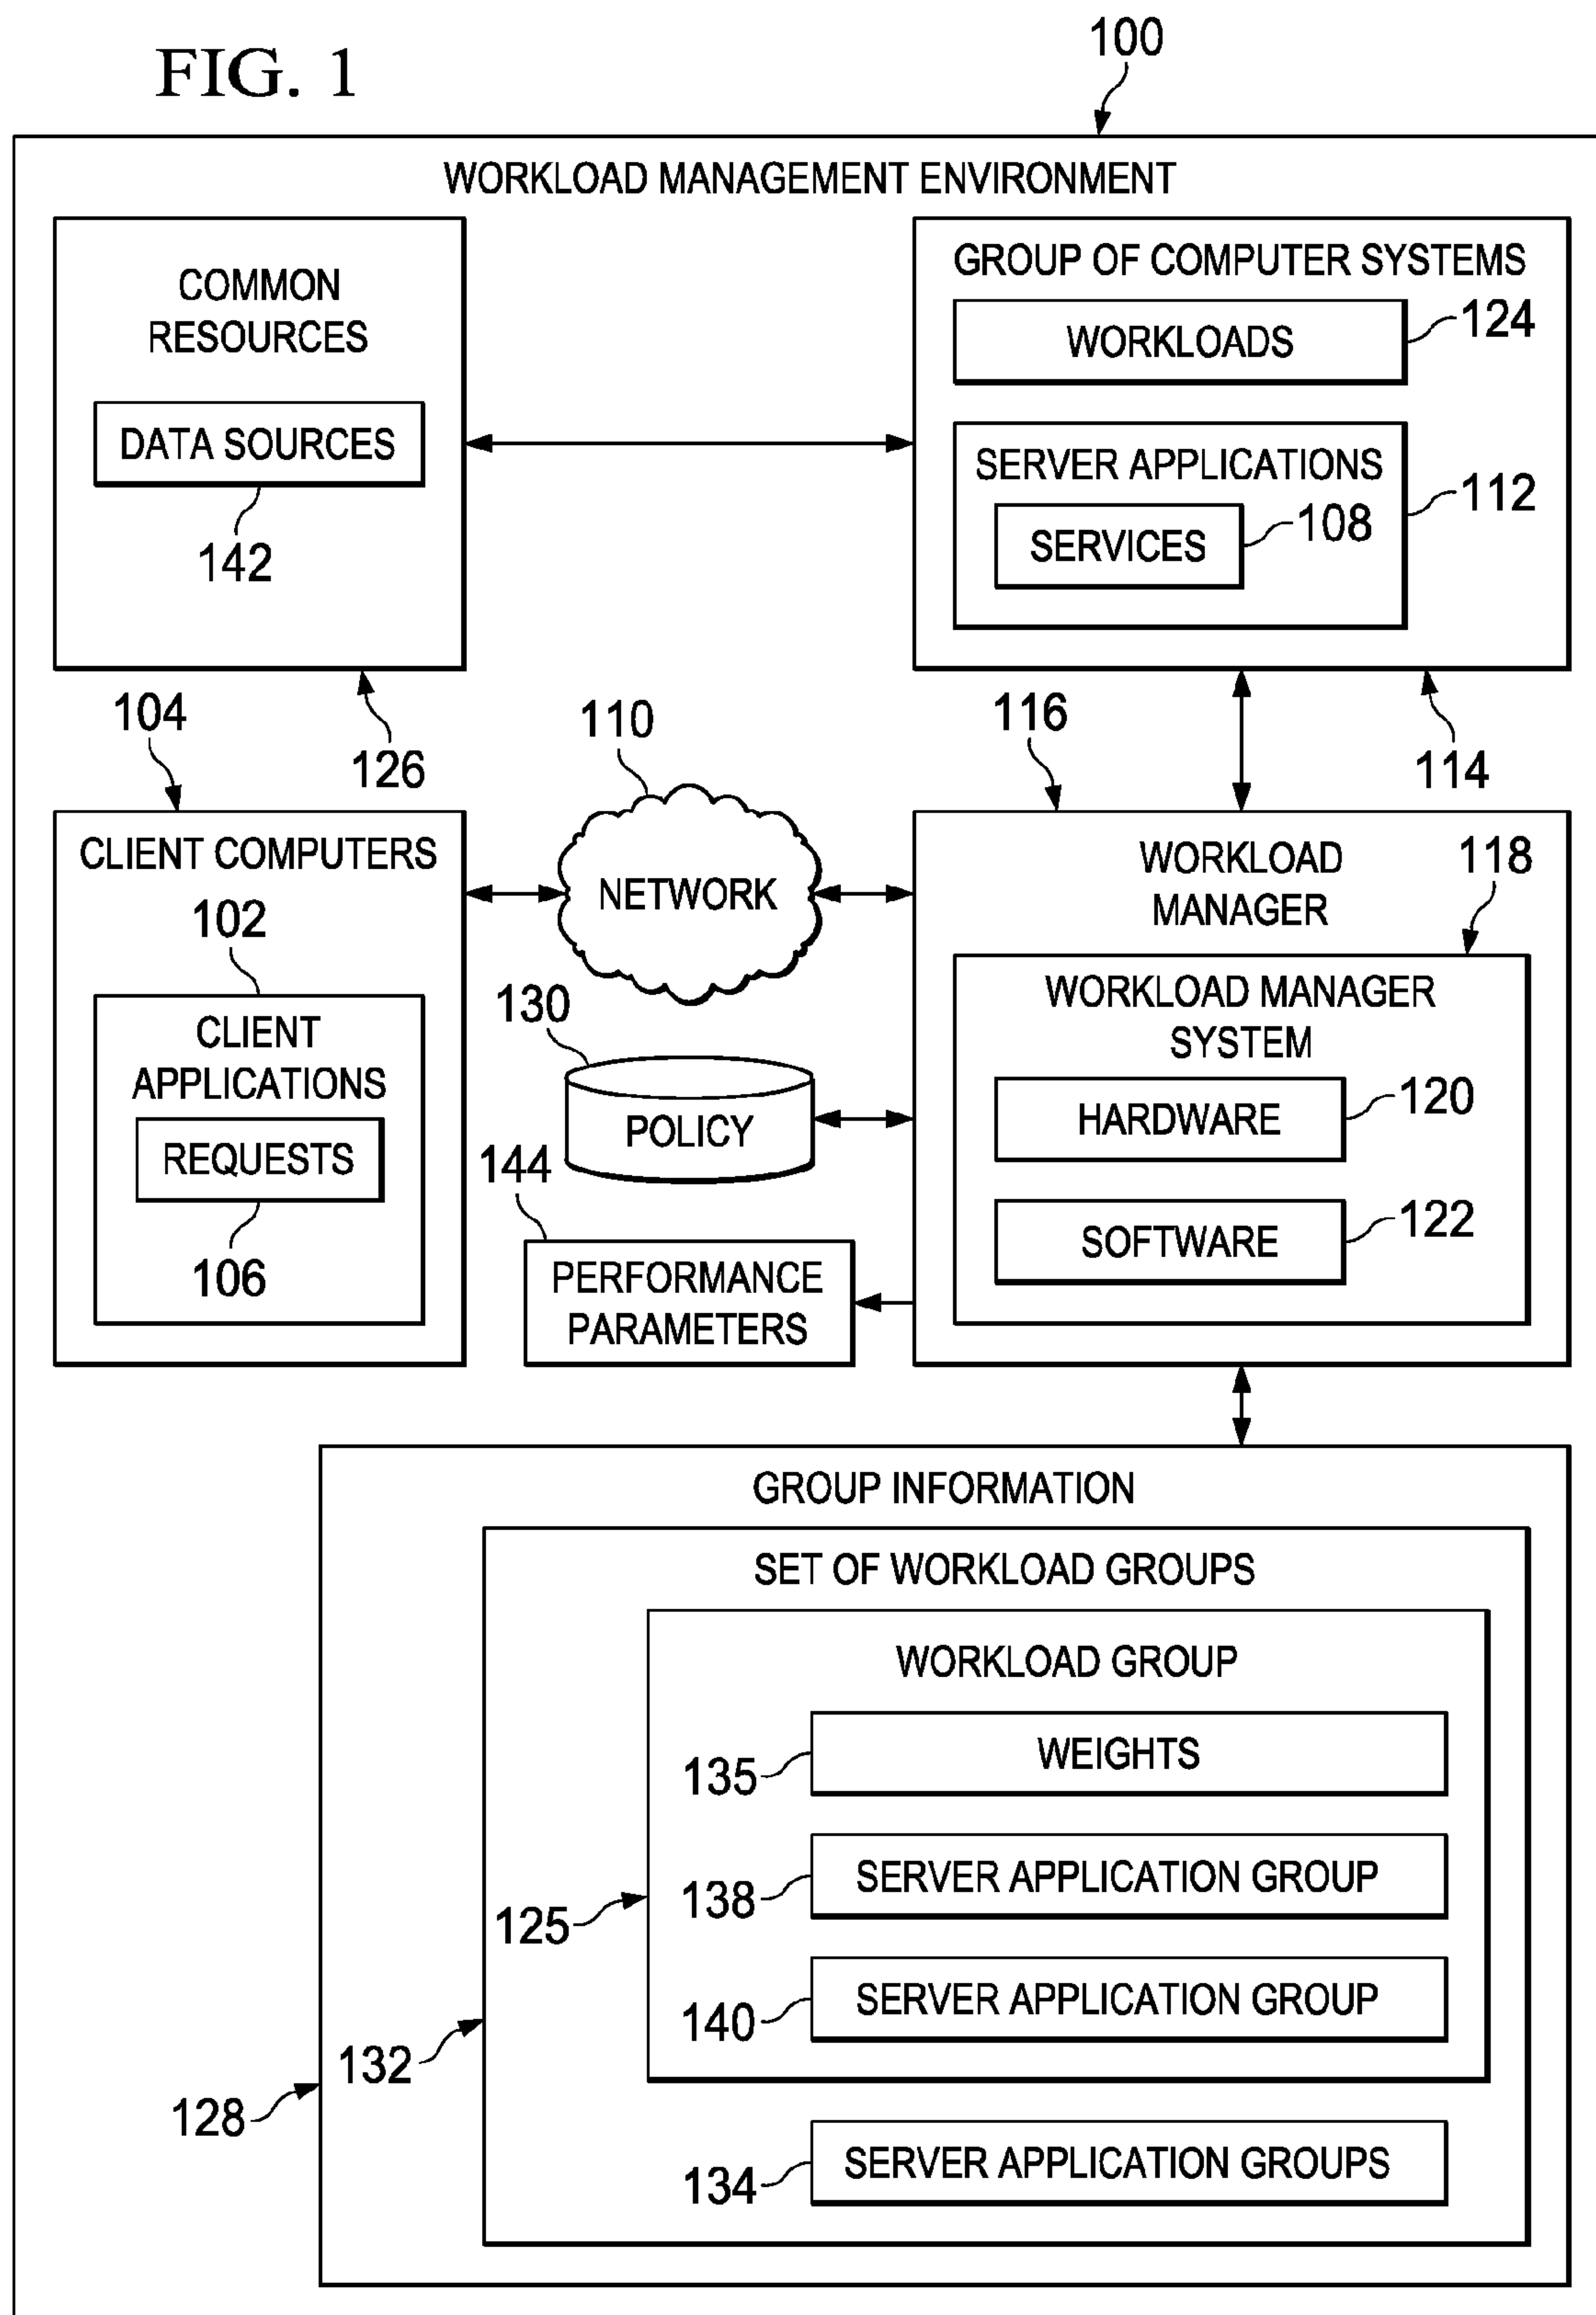 FIG. 1
100
WORKLOAD MANAGEMENT ENVIRONMENT
COMMON
RESOURCES
DATA SOURCES
142
126
GROUP OF COMPUTER SYSTEMS
WORKLOADS
124
SERVER APPLICATIONS
112
SERVICES
108
114
104
CLIENT COMPUTERS
102
CLIENT
APPLICATIONS
REQUESTS
106
110
NETWORK
130
POLICY
144
PERFORMANCE
PARAMETERS
116
WORKLOAD
MANAGER
118
WORKLOAD MANAGER
SYSTEM
HARDWARE
120
SOFTWARE
122
GROUP INFORMATION
SET OF WORKLOAD GROUPS
WORKLOAD GROUP
135
WEIGHTS
138
SERVER APPLICATION GROUP
125
140
SERVER APPLICATION GROUP
132
128
134
SERVER APPLICATION GROUPS